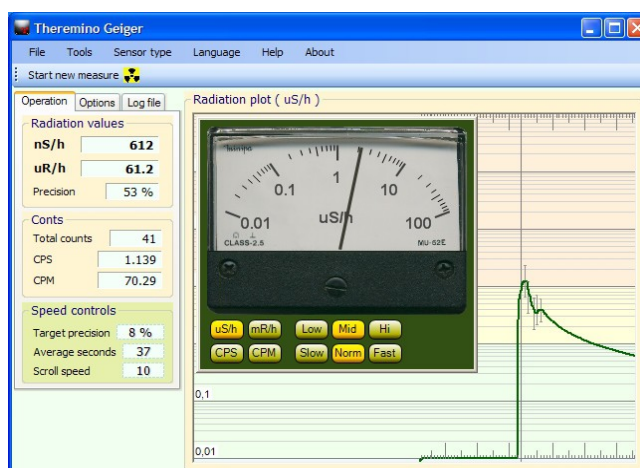 Theremino Geiger
File Tools Sensor type Language Help About
Start new measure
Operation Options Log file
Radiation values
nS/h 612
uR/h 61.2
Precision 53 %
Conts
Total counts 41
CPS 1.139
CPM 70.29
Speed controls
Target precision 8 %
Average seconds 37
Scroll speed 10
Radiation plot ( uS/h )
0.01 0.1 1 10 100
uS/h
CLASS-2.5 MU-52E
uS/h mR/h Low Mid Hi
CPS CPM Slow Norm Fast
0,1
0,01